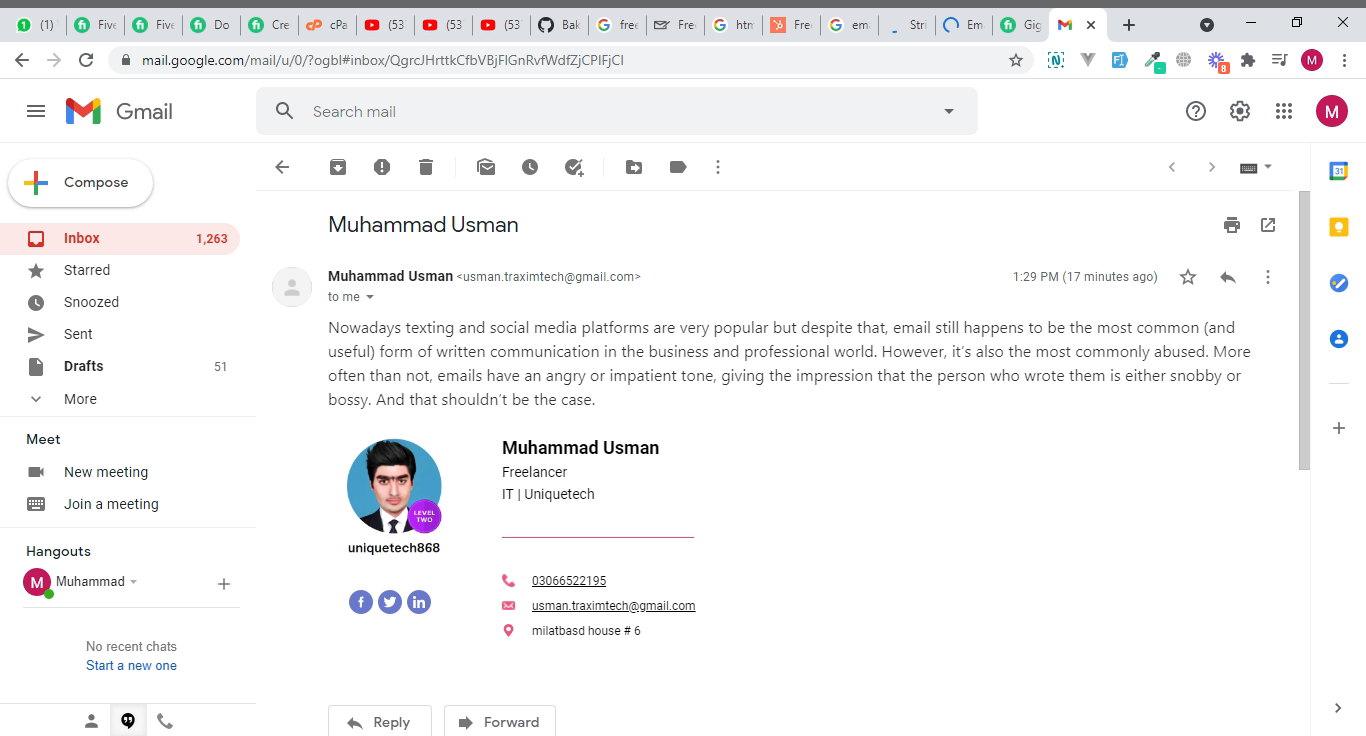 (1)
Five
Five
Do
Cre
cPa
(53
(53
(53
Bak
free
Free
htm
Free
ema
Stri
Em
Gig
mail.google.com/mail/u/0/?ogbl#inbox/QgrcJHrttkCfbVBjFlGnRvfWdfZjCPlFjCl
8
M
Gmail
Search mail
M
Compose
31
Inbox 1,263
Starred
Snoozed
Sent
Drafts 51
More
Meet
New meeting
Join a meeting
Hangouts
M Muhammad
No recent chats
Start a new one
Muhammad Usman
Muhammad Usman <usman.traximtech@gmail.com> 1:29 PM (17 minutes ago)
to me
Nowadays texting and social media platforms are very popular but despite that, email still happens to be the most common (and
useful) form of written communication in the business and professional world. However, it's also the most commonly abused. More
often than not, emails have an angry or impatient tone, giving the impression that the person who wrote them is either snobby or
bossy. And that shouldn't be the case.
LEVEL
TWO
uniquetech868
Muhammad Usman
Freelancer
IT | Uniquetech
03066522195
usman.traximtech@gmail.com
milatbasd house # 6
Reply
Forward